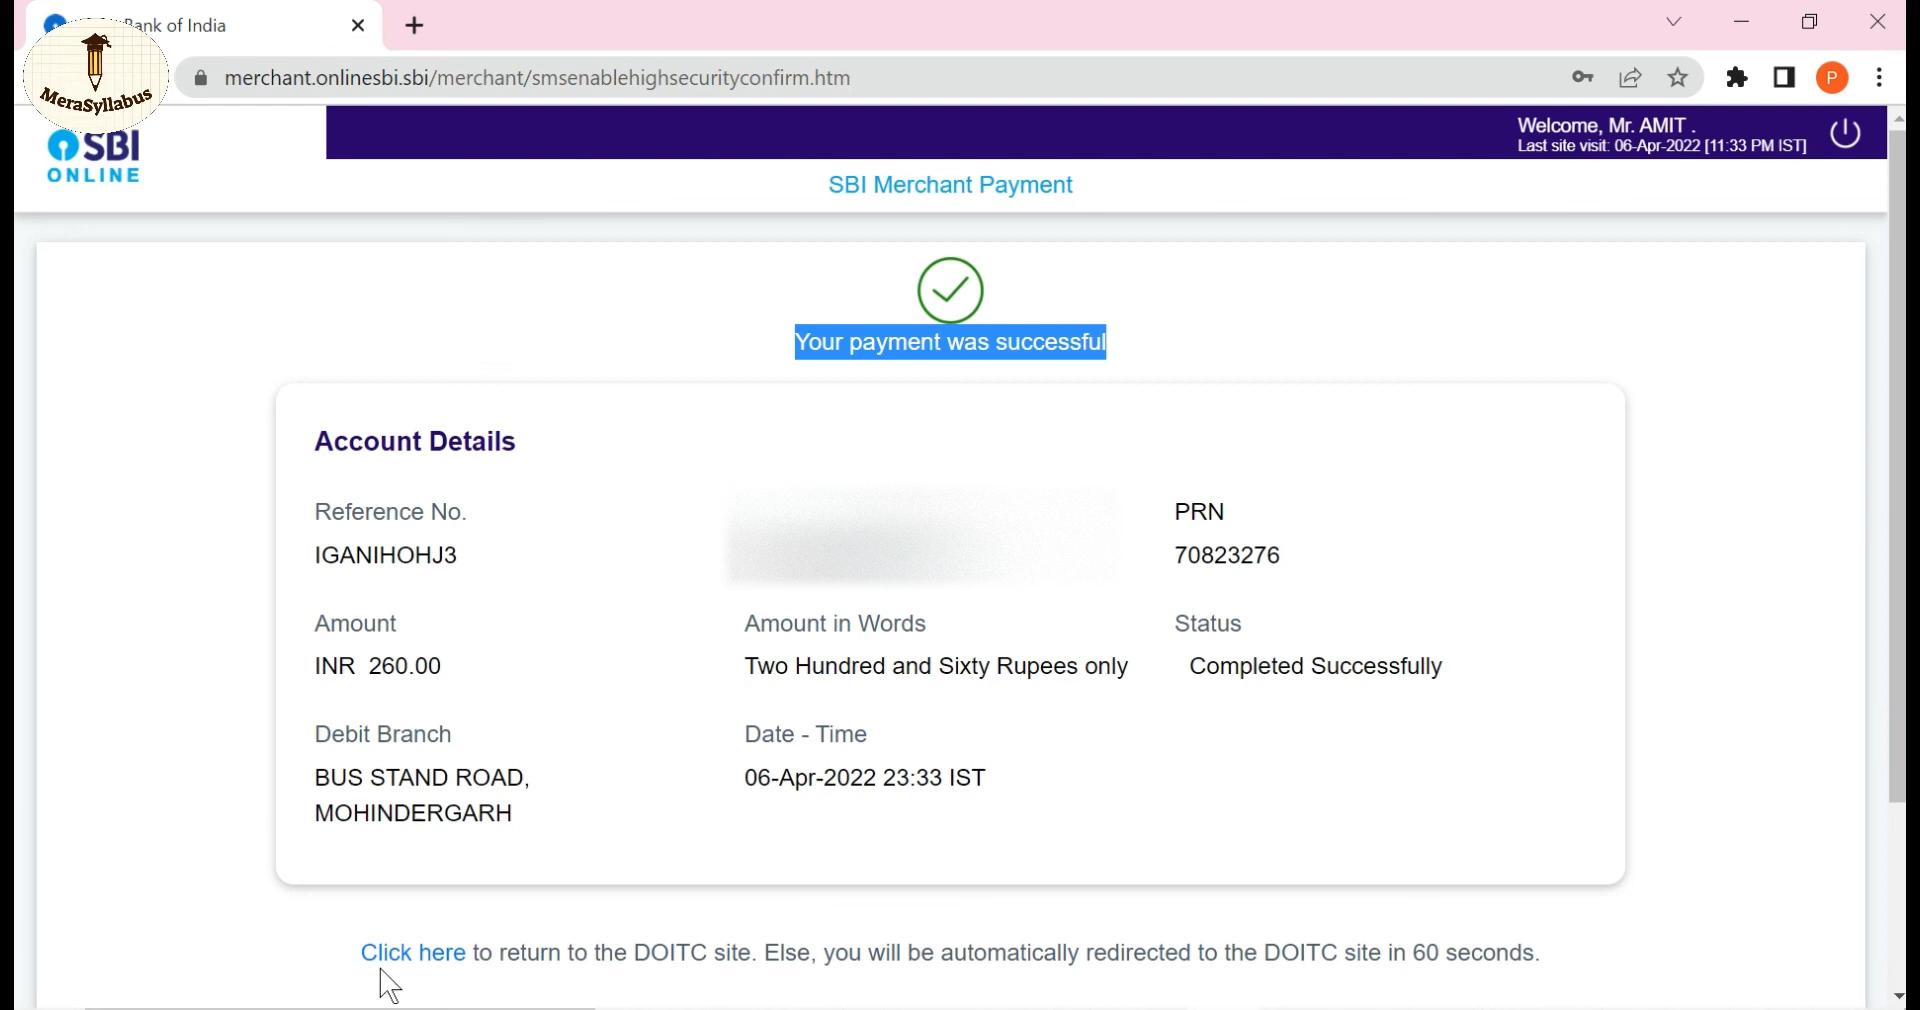 Bank of India
MeraSyllabus
merchant.onlinesbi.sbi/merchant/smsenablehighsecurityconfirm.htm
P
SBI
ONLINE
Welcome, Mr. AMIT .
Last site visit: 06-Apr-2022 [11:33 PM IST]
SBI Merchant Payment
Your payment was successful
Account Details
Reference No.
PRN
IGANIHOHJ3
70823276
Amount
Amount in Words
Status
INR 260.00
Two Hundred and Sixty Rupees only
Completed Successfully
Debit Branch
Date - Time
BUS STAND ROAD,
MOHINDERGARH
06-Apr-2022 23:33 IST
Click here to return to the DOITC site. Else, you will be automatically redirected to the DOITC site in 60 seconds.